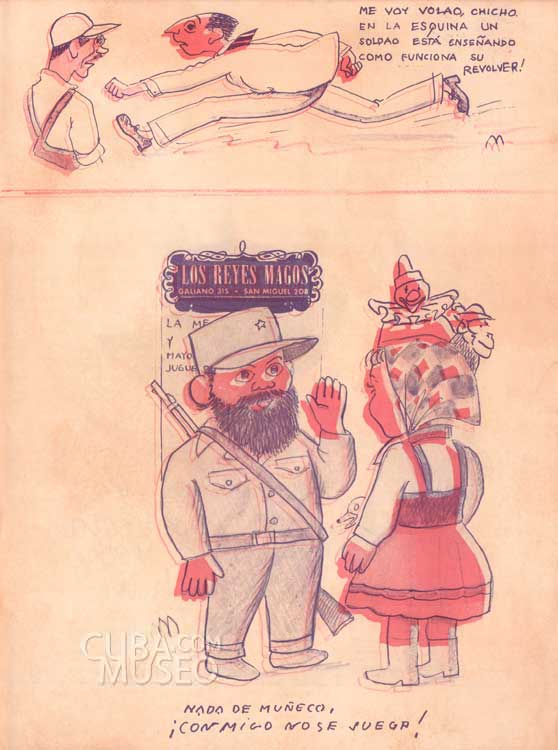 ME VOY VOLAO, CHICHO.
EN LA ESQUINA UN
SOLDAO ESTÁ ENSEÑANDO
COMO FUNCIONA SU
REVOLVER!
LOS REYES MAGOS
GALIANO 315 • SAN MIGUEL 208
LA ME
Y
MAYO
JUGUE
CUBA
MUSEO
.COM
NADA DE MUÑECO,
¡CONMIGO NO SE JUEGA!